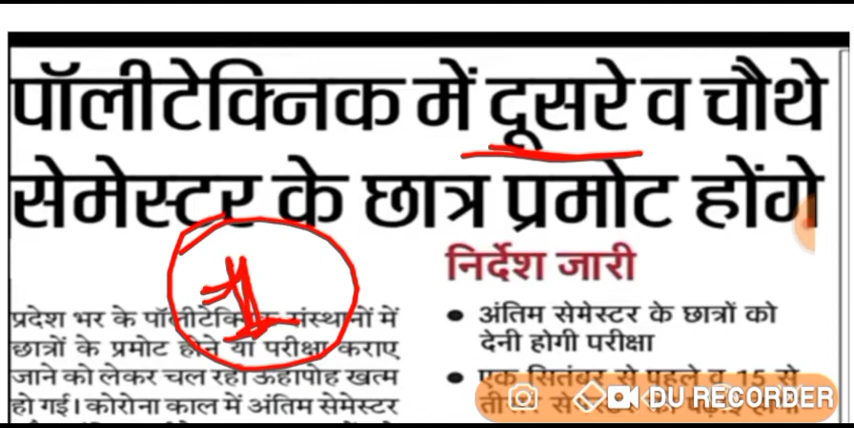 पॉलीटेक्निक में दूसरे व चौथे
सेमेस्टर के छात्र प्रमोट होंगे
1
प्रदेश भर के पॉलीटेक्निक संस्थानों में
छात्रों के प्रमोट होने या परीक्षा कराए
जाने को लेकर चल रही ऊहापोह खत्म
हो गई। कोरोना काल में अंतिम सेमेस्टर
निर्देश जारी
● अंतिम सेमेस्टर के छात्रों को
देनी होगी परीक्षा
● एक सितंबर से पहले व 15 से
DU RECORDER